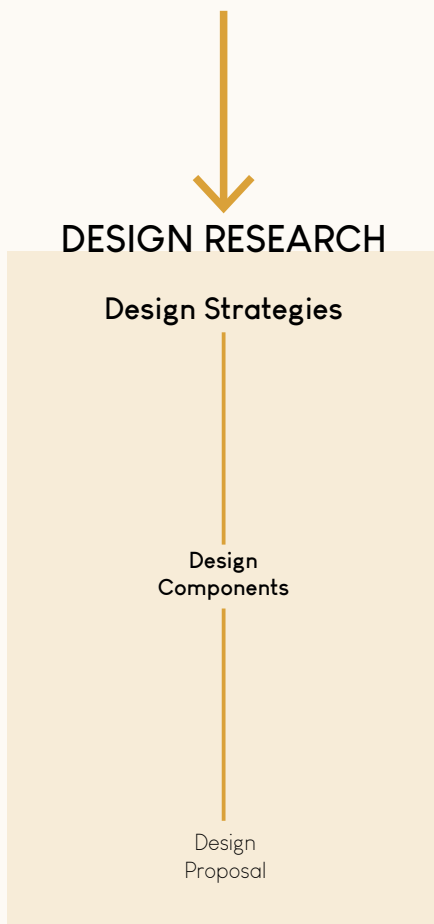 DESIGN RESEARCH
Design Strategies
Design
Components
Design
Proposal